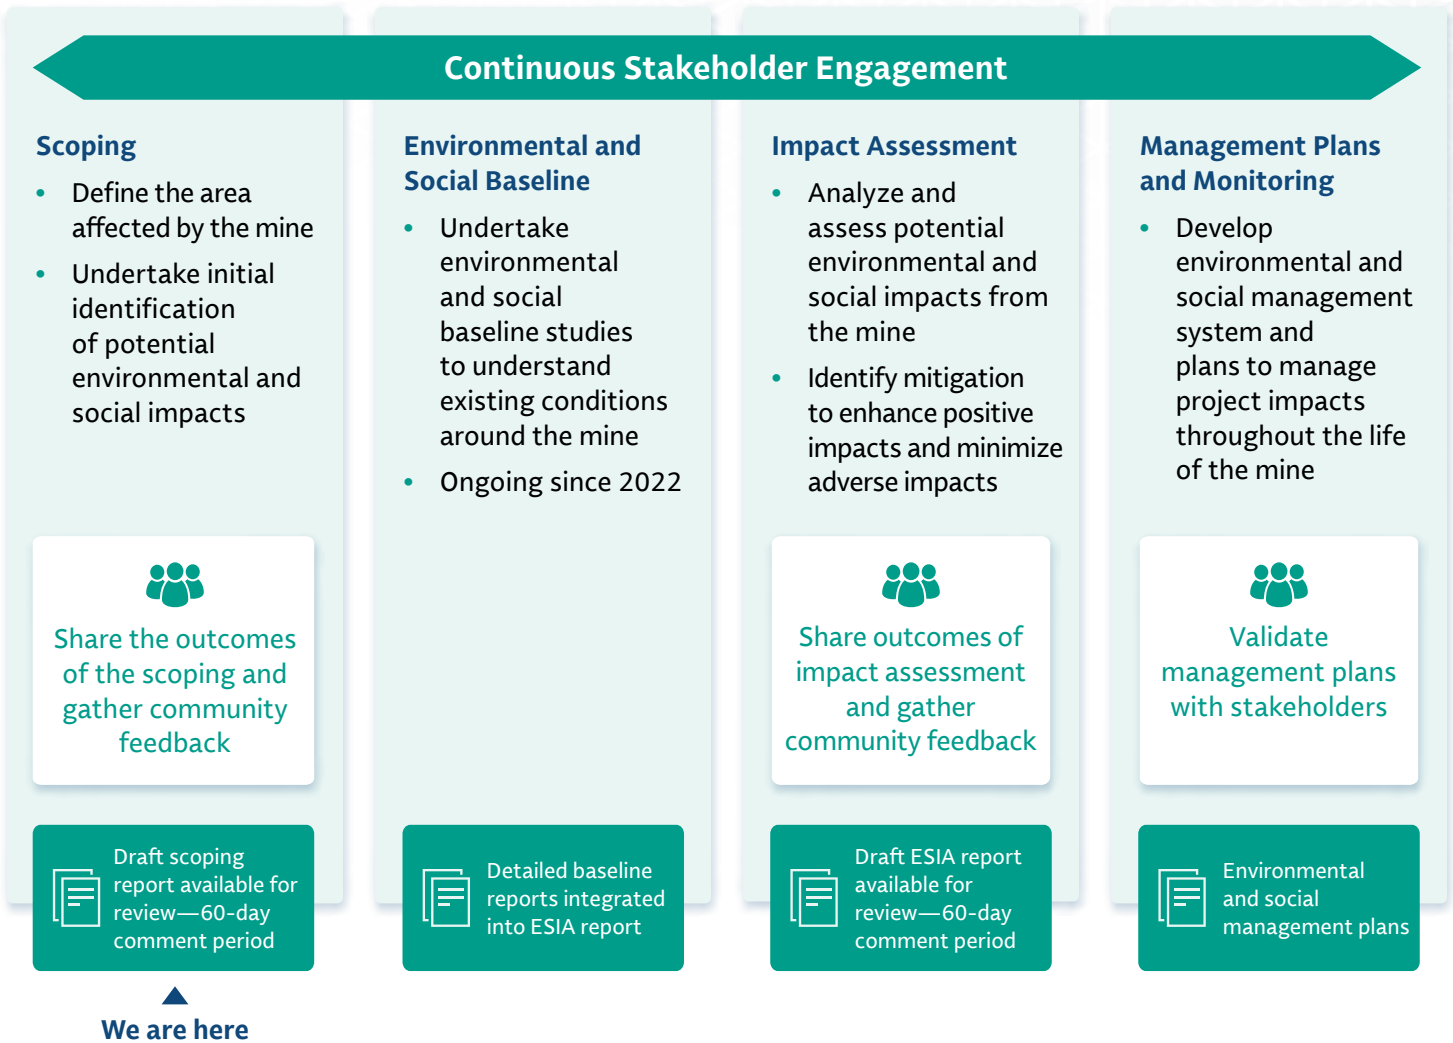 Continuous Stakeholder Engagement
Scoping
• Define the area
affected by the mine
• Undertake initial
identification
of potential
environmental and
social impacts
Share the outcomes
of the scoping and
gather community
feedback
Draft scoping
report available for
review—60-day
comment period
We are here
Environmental and
Social Baseline
• Undertake
environmental
and social
baseline studies
to understand
existing conditions
around the mine
• Ongoing since 2022
Detailed baseline
reports integrated
into ESIA report
Impact Assessment
• Analyze and
assess potential
environmental and
social impacts from
the mine
• Identify mitigation
to enhance positive
impacts and minimize
adverse impacts
Share outcomes of
impact assessment
and gather
community feedback
Draft ESIA report
available for
review—60-day
comment period
Management Plans
and Monitoring
• Develop
environmental and
social management
system and
plans to manage
project impacts
throughout the life
of the mine
Validate
management plans
with stakeholders
Environmental
and social
management plans